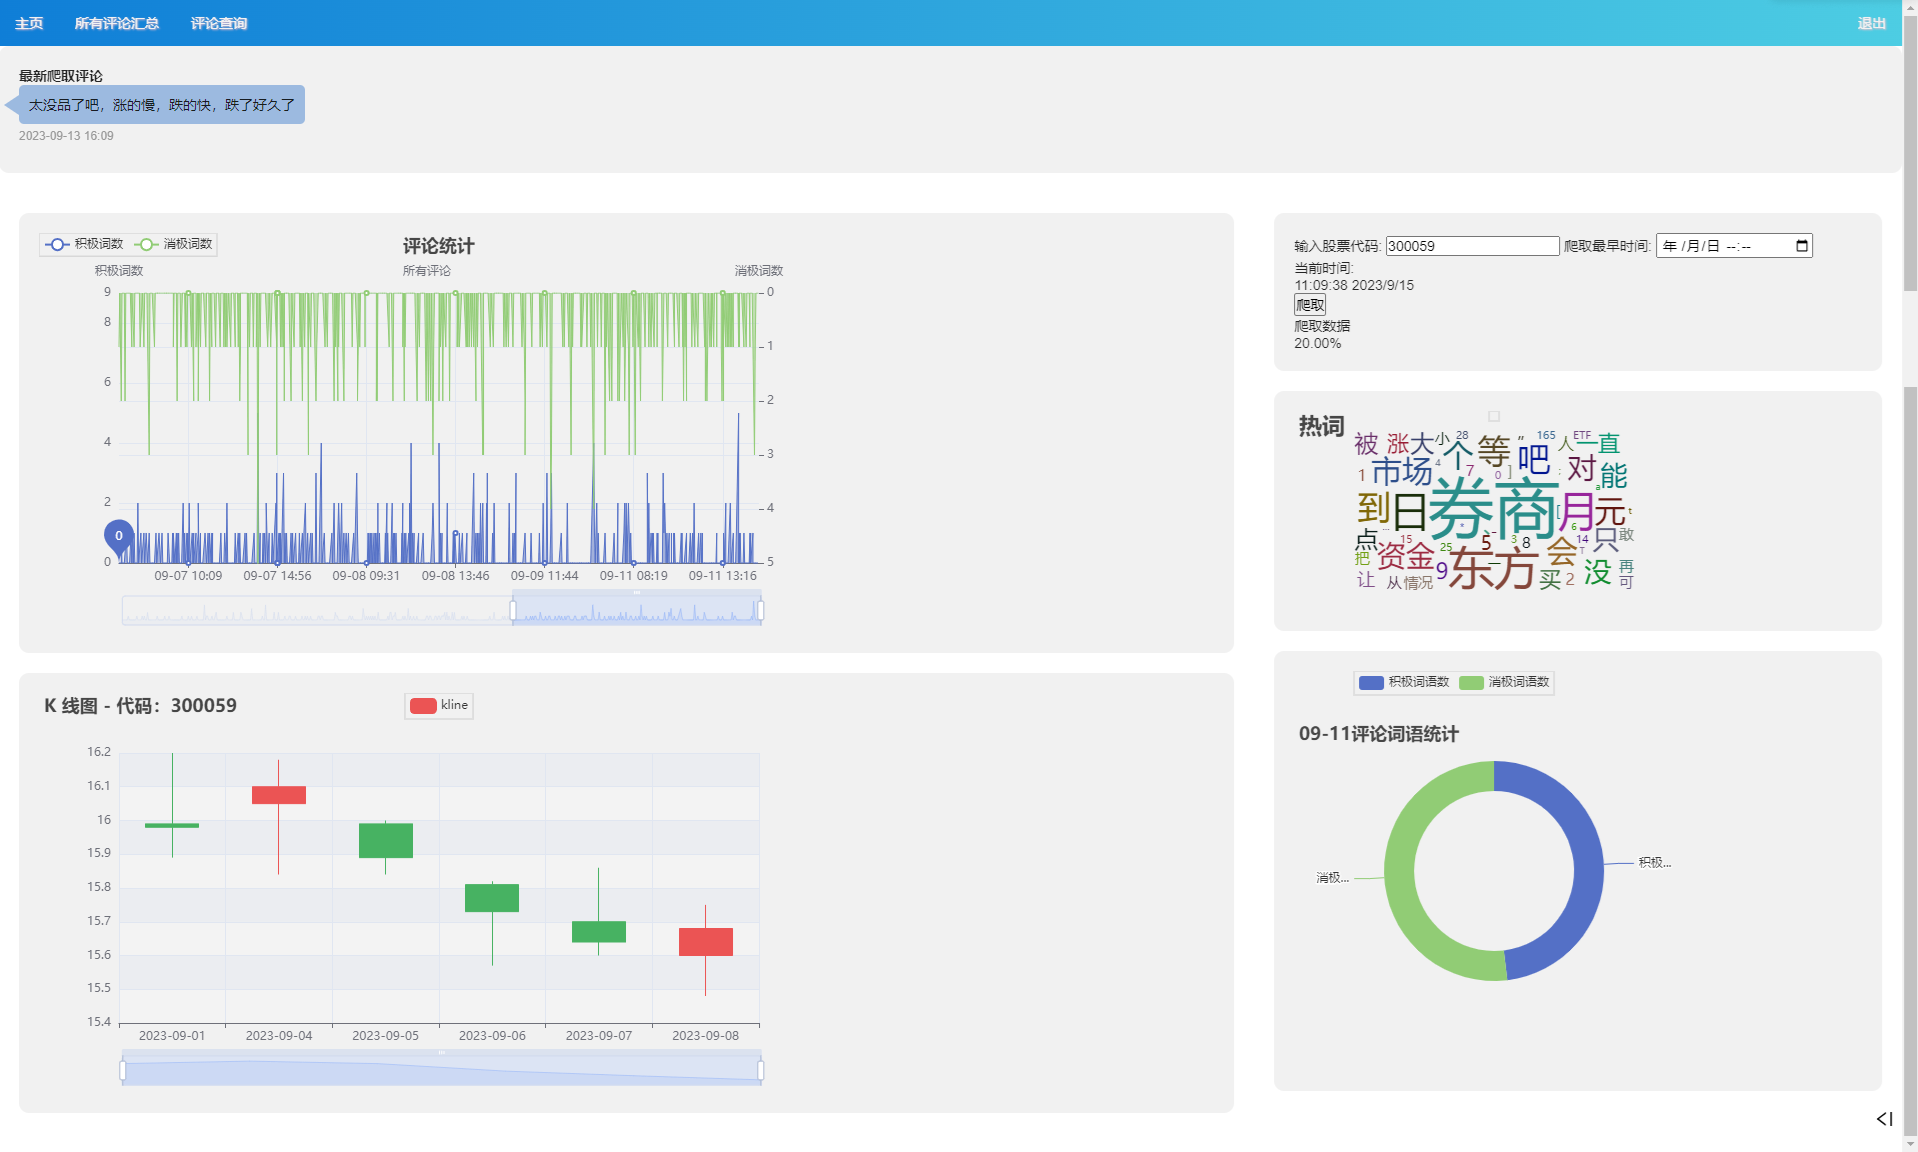 主页 所有评论汇总 评论查询 退出
最新爬取评论
太没品了吧，涨的慢，跌的快，跌了好久了
2023-09-13 16:09
积极词数 消极词数
评论统计
积极词数 所有评论 消极词数
9
8
6
4
2
0
0
1
2
3
4
5
0
09-07 10:09 09-07 14:56 09-08 09:31 09-08 13:46 09-09 11:44 09-11 08:19 09-11 13:16
输入股票代码: 300059 爬取最早时间: 年 /月/日 --:--
当前时间:
11:09:38 2023/9/15
爬取
爬取数据
20.00%
热词
被 涨 大 小 个 28 等 ” 165 ETF 人 一直
1 市场 4 7 0 ] 吧 : 对 能
到 日 券商 [ 月 元 a t
点 15 * 、 5 3 8 6 14 只 敢
把 资金 25 9 东方 一 会 T 没 再
让 从 情况 买 2 可
K 线图 - 代码：300059 kline
16.2
16.1
16
15.9
15.8
15.7
15.6
15.5
15.4
2023-09-01 2023-09-04 2023-09-05 2023-09-06 2023-09-07 2023-09-08
积极词语数 消极词语数
09-11评论词语统计
积极...
消极...